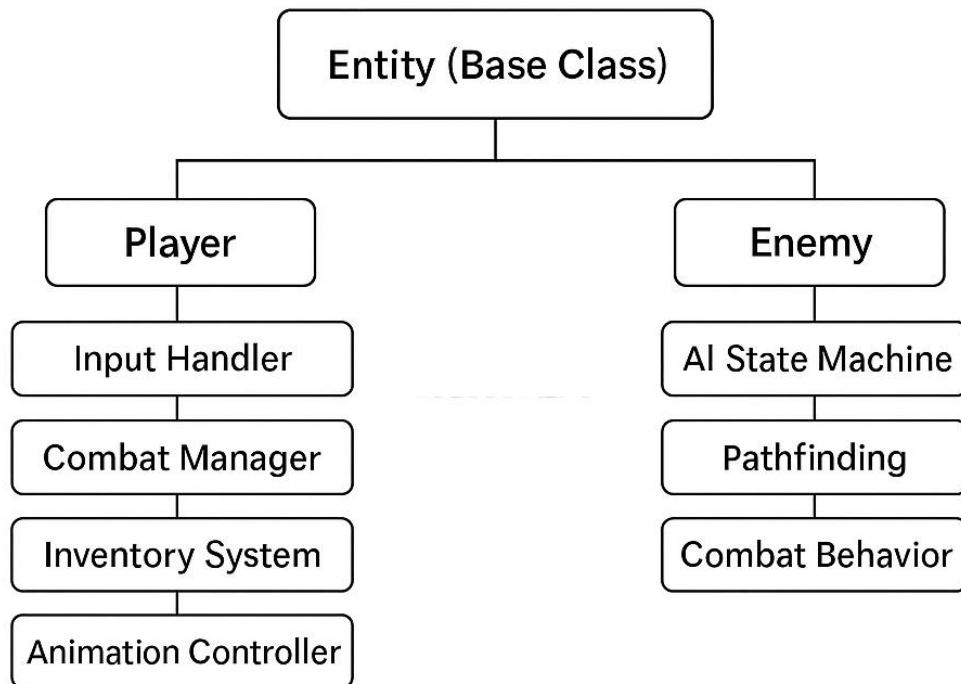 Entity (Base Class)
Player
Enemy
Input Handler
AI State Machine
Combat Manager
Pathfinding
Inventory System
Combat Behavior
Animation Controller